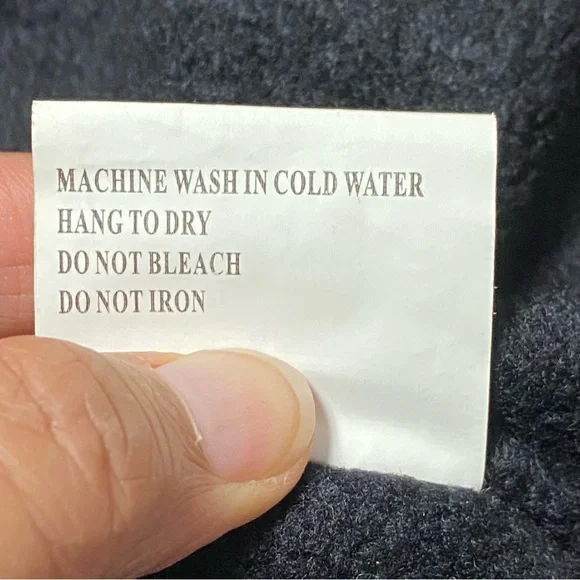 MACHINE WASH IN COLD WATER
HANG TO DRY
DO NOT BLEACH
DO NOT IRON